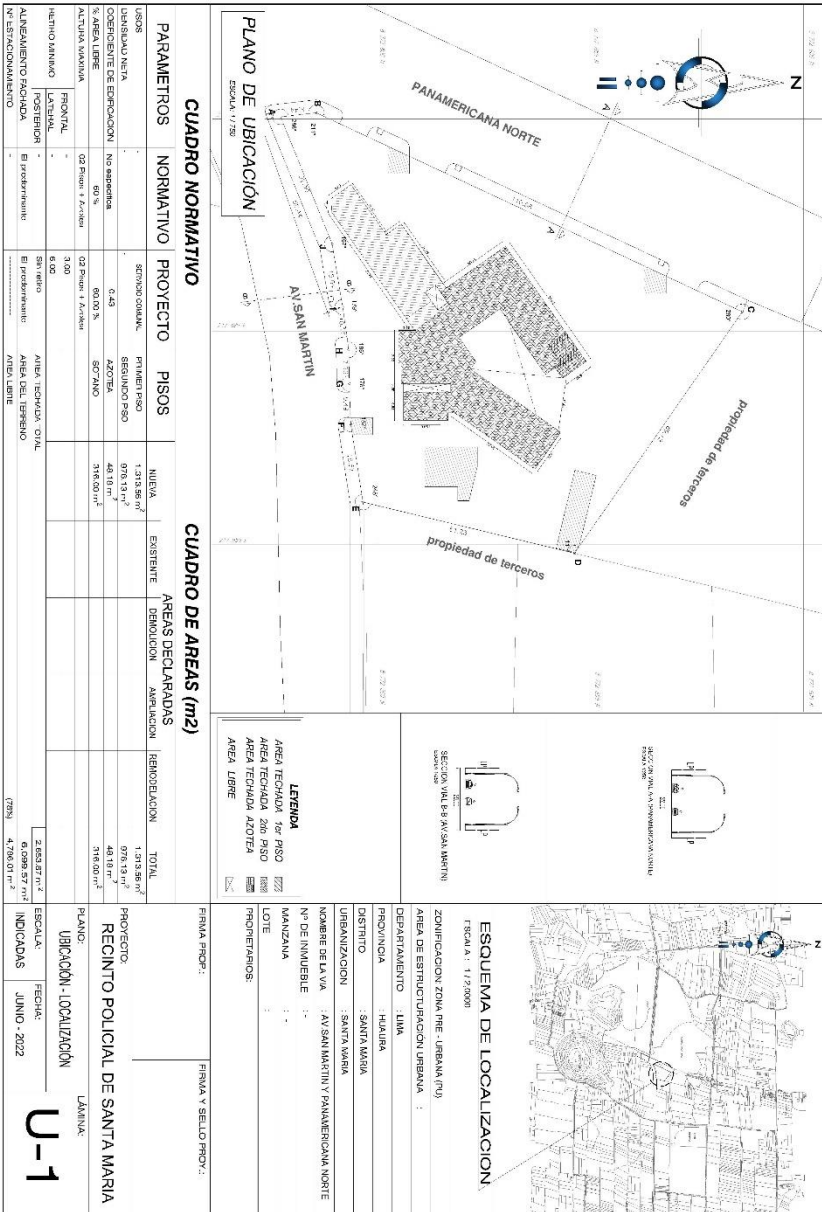 N
PANAMERICANA NORTE
propiedad de terceros
propiedad de terceros
AV.SAN MARTIN
A
B
C
D
E
F
G
H
I
J
PLANO DE UBICACIÓN
ESCALA: 1 / 750
SECCION VIAL A-A (PANAMERICANA NORTE)
SECCION VIAL B-B (AV.SAN MARTIN)
LEYENDA
AREA TECHADA 1er PISO
AREA TECHADA 2do PISO
AREA TECHADA AZOTEA
AREA LIBRE
N
ESQUEMA DE LOCALIZACION
ZONIFICACION: ZONA PRE - URBANA (PU)
AREA DE ESTRUCTURACIÓN URBANA :
DEPARTAMENTO : LIMA
PROVINCIA : HUAURA
DISTRITO : SANTA MARIA
URBANIZACION : SANTA MARIA
NOMBRE DE LA VIA : AV SAN MARTIN Y PANAMERICANA NORTE
Nº DE INMUEBLE : -
MANZANA : -
LOTE :
PROPIETARIOS:
CUADRO NORMATIVO
PARAMETROS NORMATIVO PROYECTO
USOS - SERVICIO COMUNAL
DENSIDAD NETA -
COEFICIENTE DE EDIFICACION No especifica 0.43
% AREA LIBRE 60 % 60.00 %
ALTURA MAXIMA 02 Pisos + Azotea 02 Pisos + Azotea
RETIRO MINIMO
FRONTAL - 3.00
LATERAL - 6.00
POSTERIOR - Sin retiro
ALINEAMIENTO FACHADA El predominante El predominante
Nº ESTACIONAMIENTO -
CUADRO DE AREAS (m2)
PISOS AREAS DECLARADAS
NUEVA EXISTENTE DEMOLICION AMPLIACION REMODELACION TOTAL
PRIMER PISO 1,313.56 m2 1,313.56 m2
SEGUNDO PISO 976.13 m2 976.13 m2
AZOTEA 48.18 m2 48.18 m2
SOTANO 316.00 m2 316.00 m2
AREA TECHADA TOTAL 2,653.87 m2
AREA DEL TERRENO 6,099.57 m2
AREA LIBRE (78%) 4,786.01 m2
FIRMA PROP.:
FIRMA Y SELLO PROY.:
PROYECTO:
RECINTO POLICIAL DE SANTA MARIA
PLANO:
UBICACIÓN - LOCALIZACIÓN
LÁMINA:
U-1
ESCALA:
INDICADAS
FECHA:
JUNIO - 2022